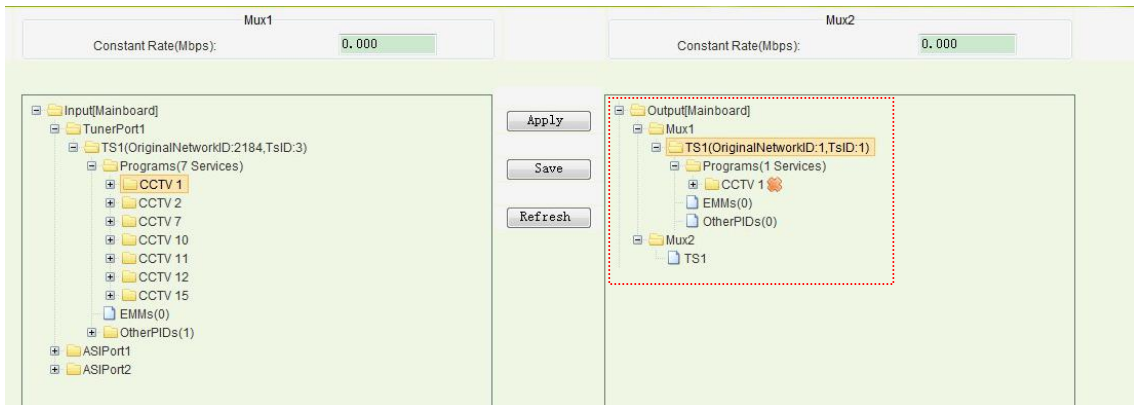 Mux1
Constant Rate(Mbps):
0.000
Mux2
Constant Rate(Mbps):
0.000
Input[Mainboard]
TunerPort1
TS1(OriginalNetworkID:2184,TsID:3)
Programs(7 Services)
CCTV 1
CCTV 2
CCTV 7
CCTV 10
CCTV 11
CCTV 12
CCTV 15
EMMs(0)
OtherPIDs(1)
ASIPort1
ASIPort2
Apply
Save
Refresh
Output[Mainboard]
Mux1
TS1(OriginalNetworkID:1,TsID:1)
Programs(1 Services)
CCTV 1
EMMs(0)
OtherPIDs(0)
Mux2
TS1